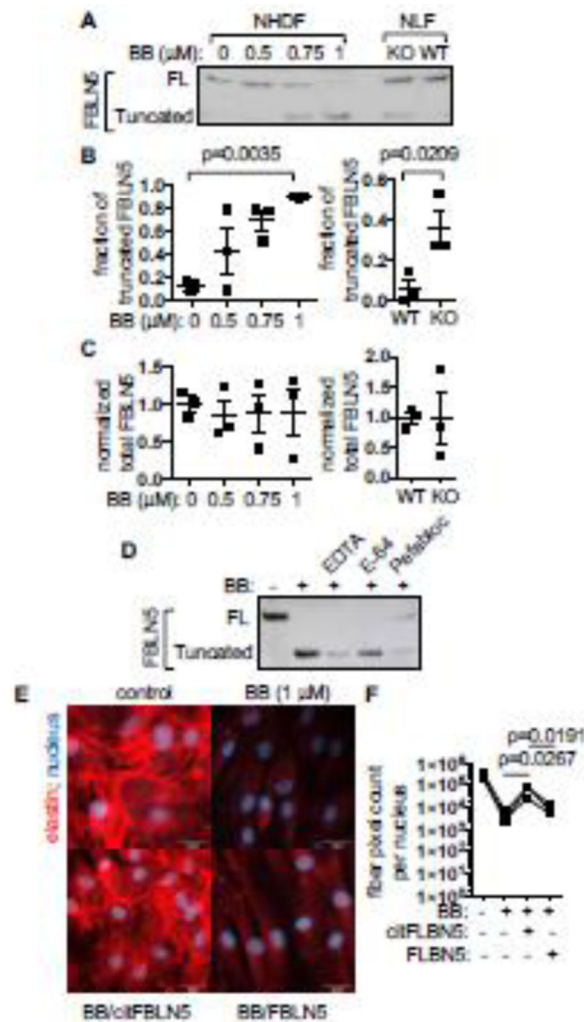 A
NHDF NLF
BB (µM): 0 0.5 0.75 1 KO WT
FBLN5
FL
Tuncated
B
p=0.0035 p=0.0209
fraction of
truncated FBLN5
1.0
0.8
0.6
0.4
0.2
0.0
BB (µM): 0 0.5 0.75 1
fraction of
truncated FBLN5
0.6
0.4
0.2
0.0
WT KO
C
normalized
total FBLN5
1.5
1.0
0.5
0.0
BB (µM): 0 0.5 0.75 1
normalized
total FBLN5
2.0
1.5
1.0
0.5
0.0
WT KO
D
EDTA E-64 Pefabloc
BB: - + + + +
FBLN5
FL
Tuncated
E
control BB (1 µM)
elastin; nucleus
BB/citFBLN5 BB/FBLN5
F
p=0.0191
p=0.0267
fiber pixel count
per nucleus
BB: - + + +
citFLBN5: - - + -
FLBN5: - - - +